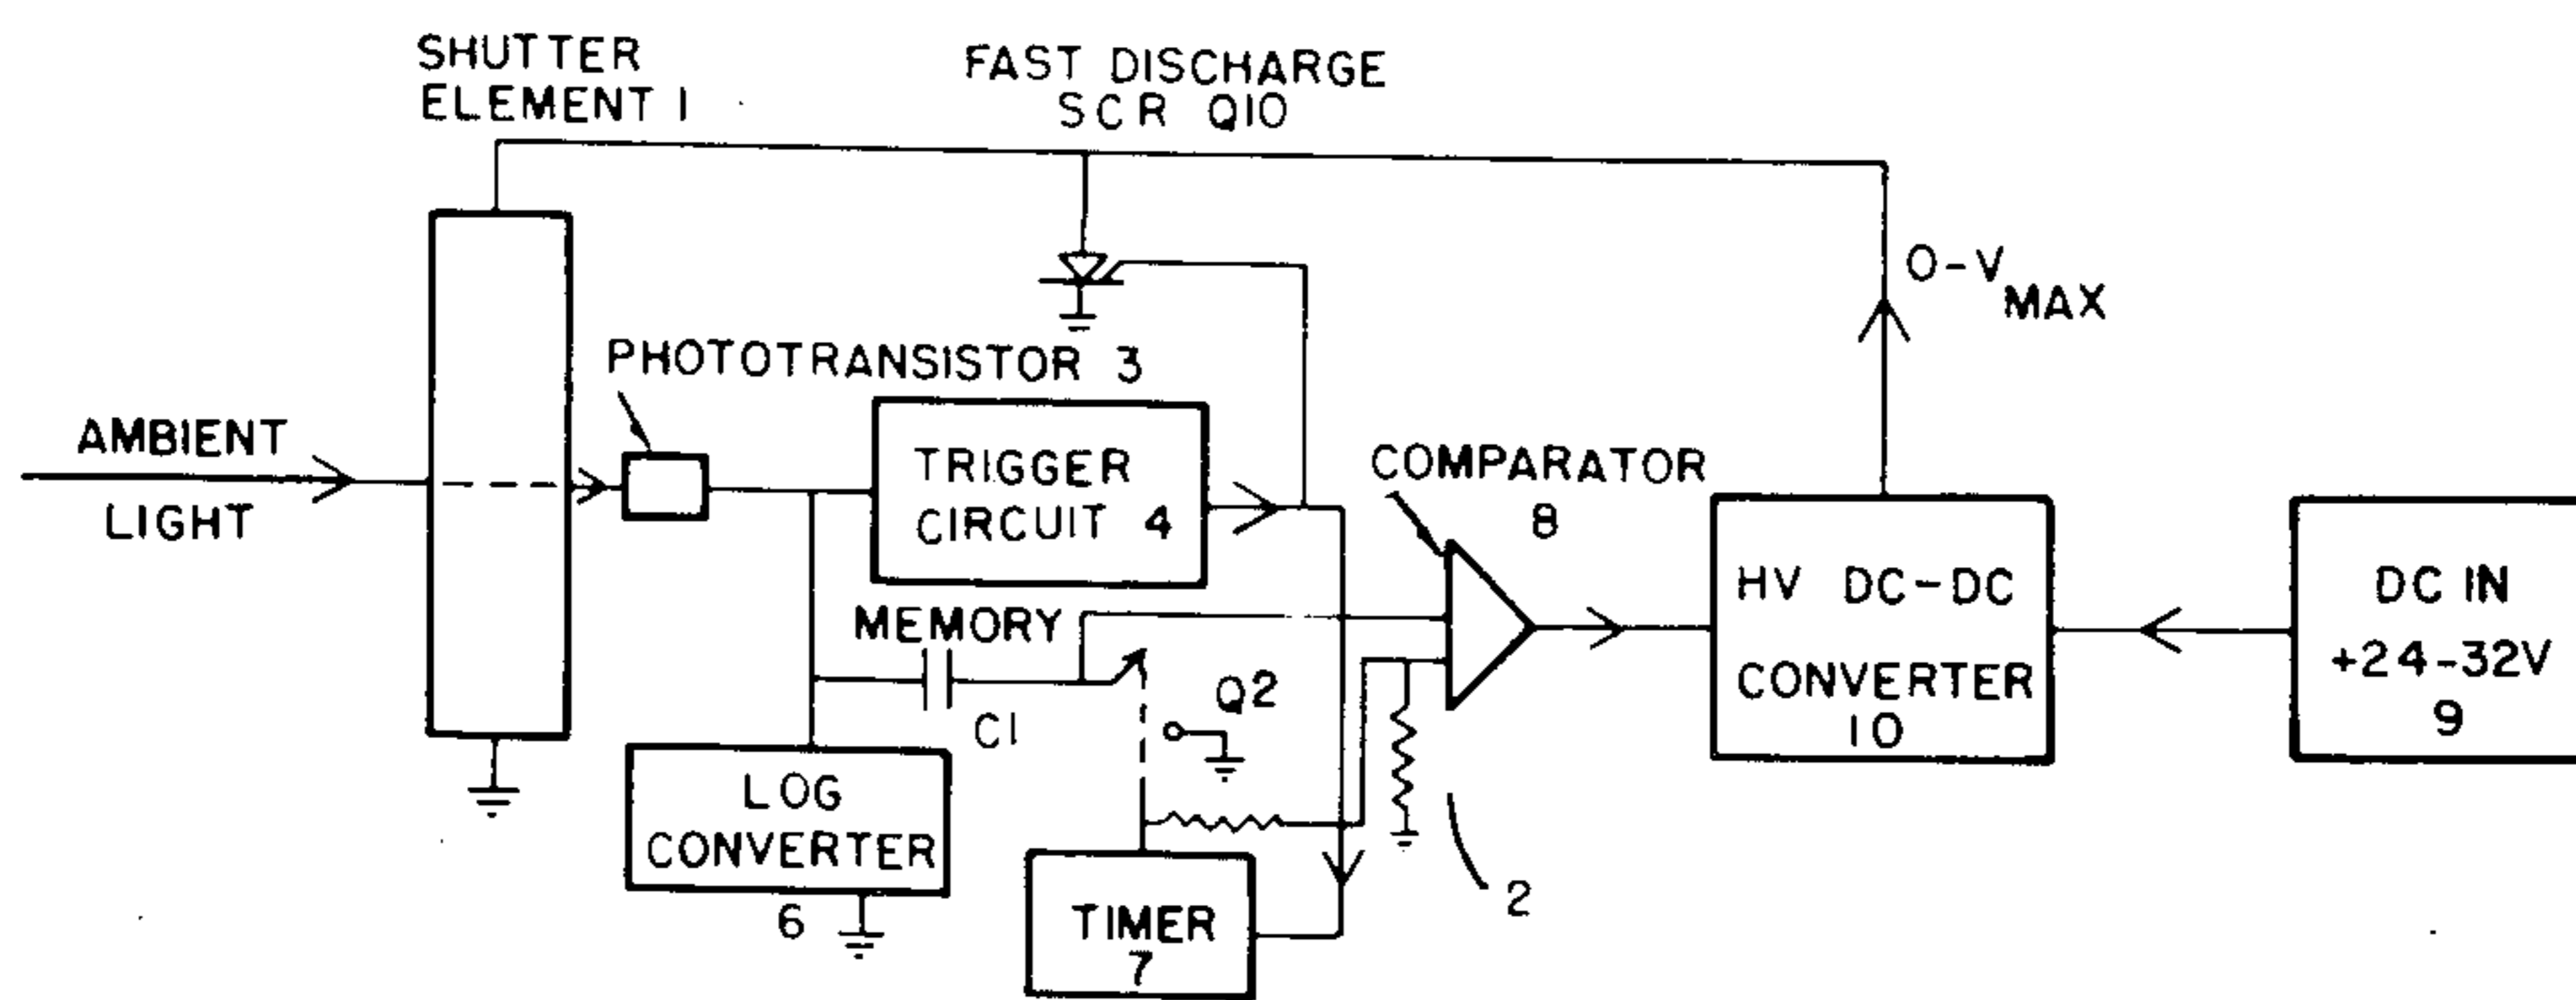 SHUTTER
ELEMENT 1
FAST DISCHARGE
SCR Q10
0-V MAX
PHOTOTRANSISTOR 3
AMBIENT
LIGHT
TRIGGER
CIRCUIT 4
COMPARATOR
8
HV DC-DC
CONVERTER
10
DC IN
+24-32V
9
MEMORY
C1
Q2
LOG
CONVERTER
6
TIMER
7
2